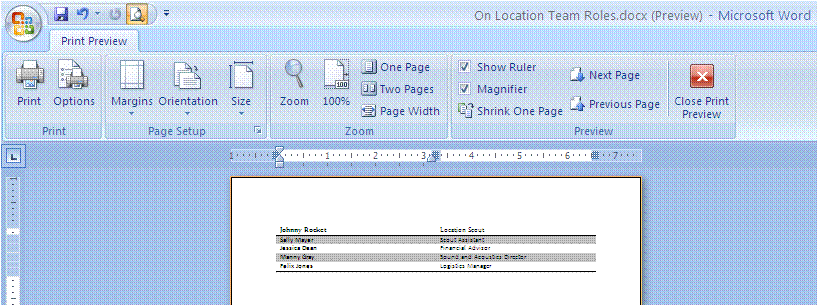 On Location Team Roles.docx (Preview) - Microsoft Word
Print Preview
Print
Options
Margins
Orientation
Size
Zoom
100%
One Page
Two Pages
Page Width
Show Ruler
Magnifier
Shrink One Page
Next Page
Previous Page
Close Print
Preview
Print
Page Setup
Zoom
Preview
1 1 2 3 4 5 6 7
Johnny Rocket Location Scout
Sally Mayer Scout Assistant
Jessica Dean Financial Advisor
Manny Grey Sound and Acoustics Director
Felix Jones Logistics Manager